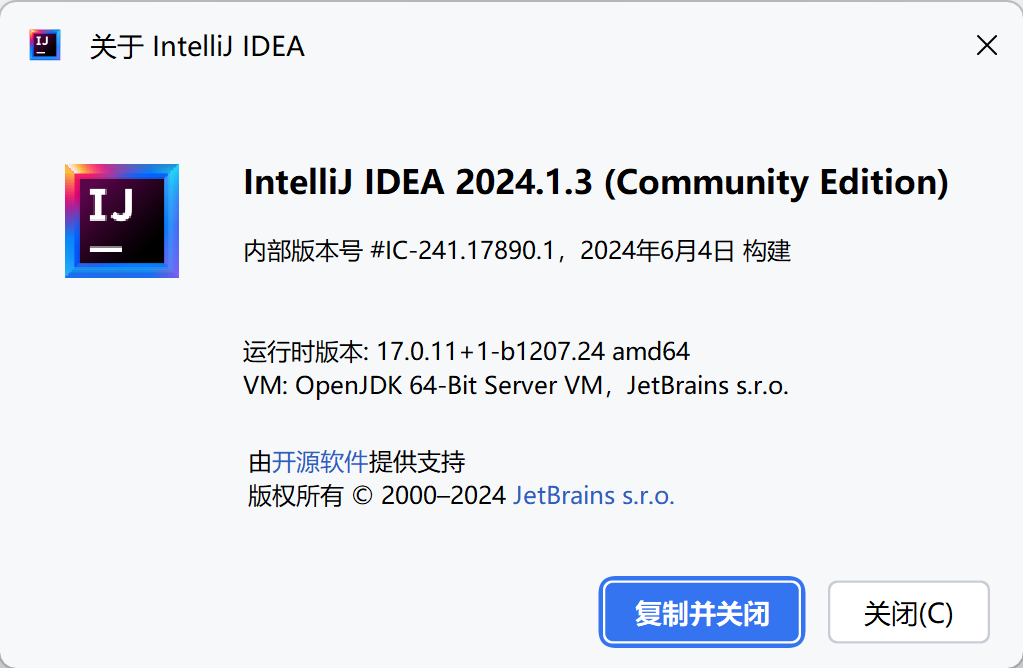 关于 IntelliJ IDEA
IJ
IntelliJ IDEA 2024.1.3 (Community Edition)
内部版本号 #IC-241.17890.1，2024年6月4日 构建
运行时版本: 17.0.11+1-b1207.24 amd64
VM: OpenJDK 64-Bit Server VM，JetBrains s.r.o.
由开源软件提供支持
版权所有 © 2000–2024 JetBrains s.r.o.
复制并关闭
关闭(C)